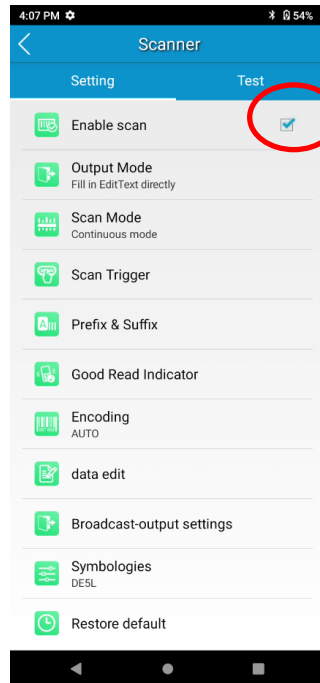 4:07 PM 54%
Scanner
Setting Test
Enable scan
Output Mode
Fill in EditText directly
Scan Mode
Continuous mode
Scan Trigger
Prefix & Suffix
Good Read Indicator
Encoding
AUTO
data edit
Broadcast-output settings
Symbologies
DE5L
Restore default